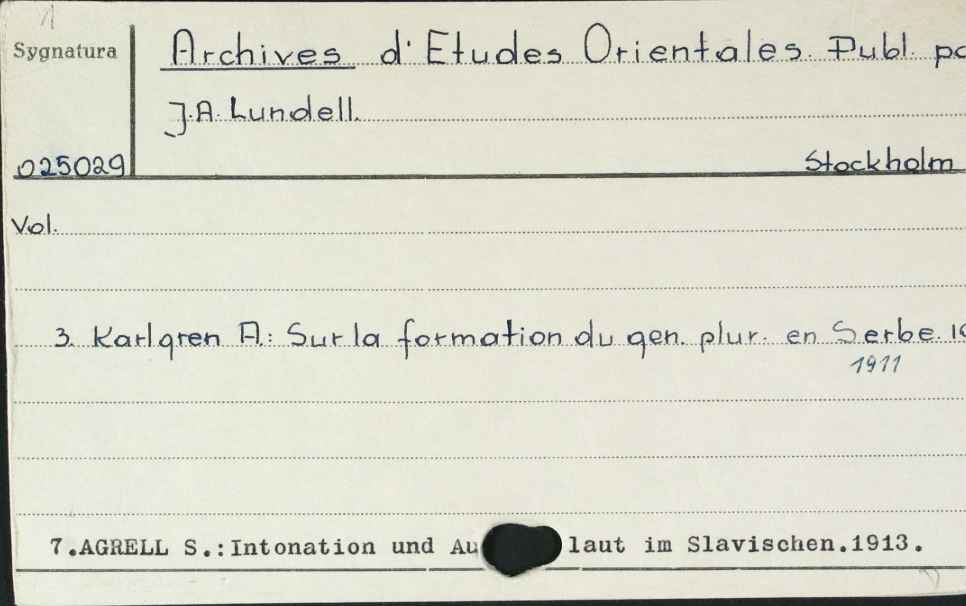 Sygnatura
Archives d'Etudes Orientales. Publ. pa
J.A. Lundell.
025029
Stockholm
Vol.
3. Karlgren A.: Sur la formation du gen. plur. en Serbe. 19
1911
7.AGRELL S.:Intonation und Au laut im Slavischen.1913.